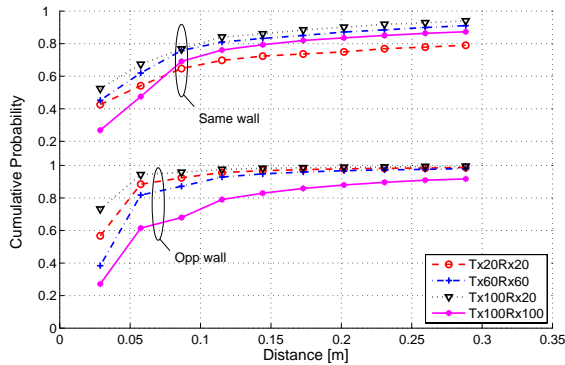 1
0.8
0.6
0.4
0.2
Same wall
Cumulative Probability
1
0.8
0.6
0.4
0.2
0
Opp wall
Tx20Rx20
Tx60Rx60
Tx100Rx20
Tx100Rx100
0 0.05 0.1 0.15 0.2 0.25 0.3 0.35
Distance [m]